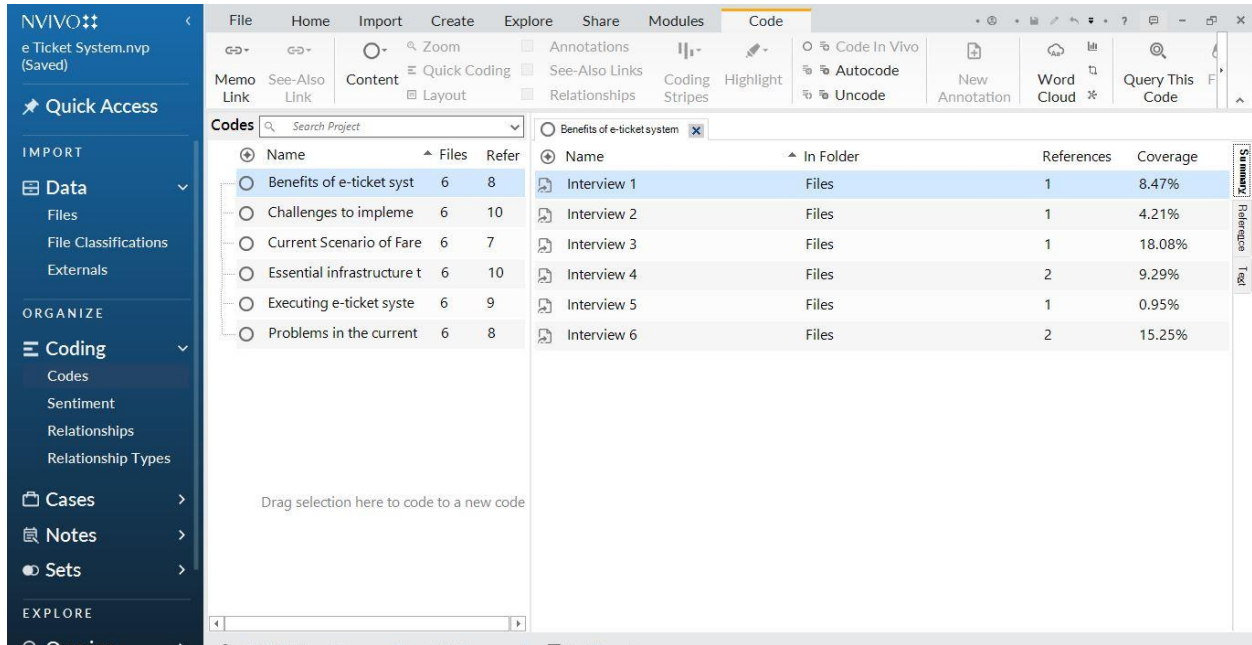 NVIVO
File Home Import Create Explore Share Modules Code
e Ticket System.nvp
(Saved)
Quick Access
IMPORT
Data
Files
File Classifications
Externals
ORGANIZE
Coding
Codes
Sentiment
Relationships
Relationship Types
Cases
Notes
Sets
EXPLORE
Memo
Link
See-Also
Link
Content
Zoom
Quick Coding
Layout
Annotations
See-Also Links
Relationships
Coding
Stripes
Highlight
Code In Vivo
Autocode
Uncode
New
Annotation
Word
Cloud
Query This
Code
F
Codes Search Project
Name Files Refer
Benefits of e-ticket syst 6 8
Challenges to impleme 6 10
Current Scenario of Fare 6 7
Essential infrastructure t 6 10
Executing e-ticket syste 6 9
Problems in the current 6 8
Drag selection here to code to a new code
Benefits of e-ticket system
Name In Folder References Coverage
Interview 1 Files 1 8.47%
Interview 2 Files 1 4.21%
Interview 3 Files 1 18.08%
Interview 4 Files 2 9.29%
Interview 5 Files 1 0.95%
Interview 6 Files 2 15.25%
Summary
Reference
Text